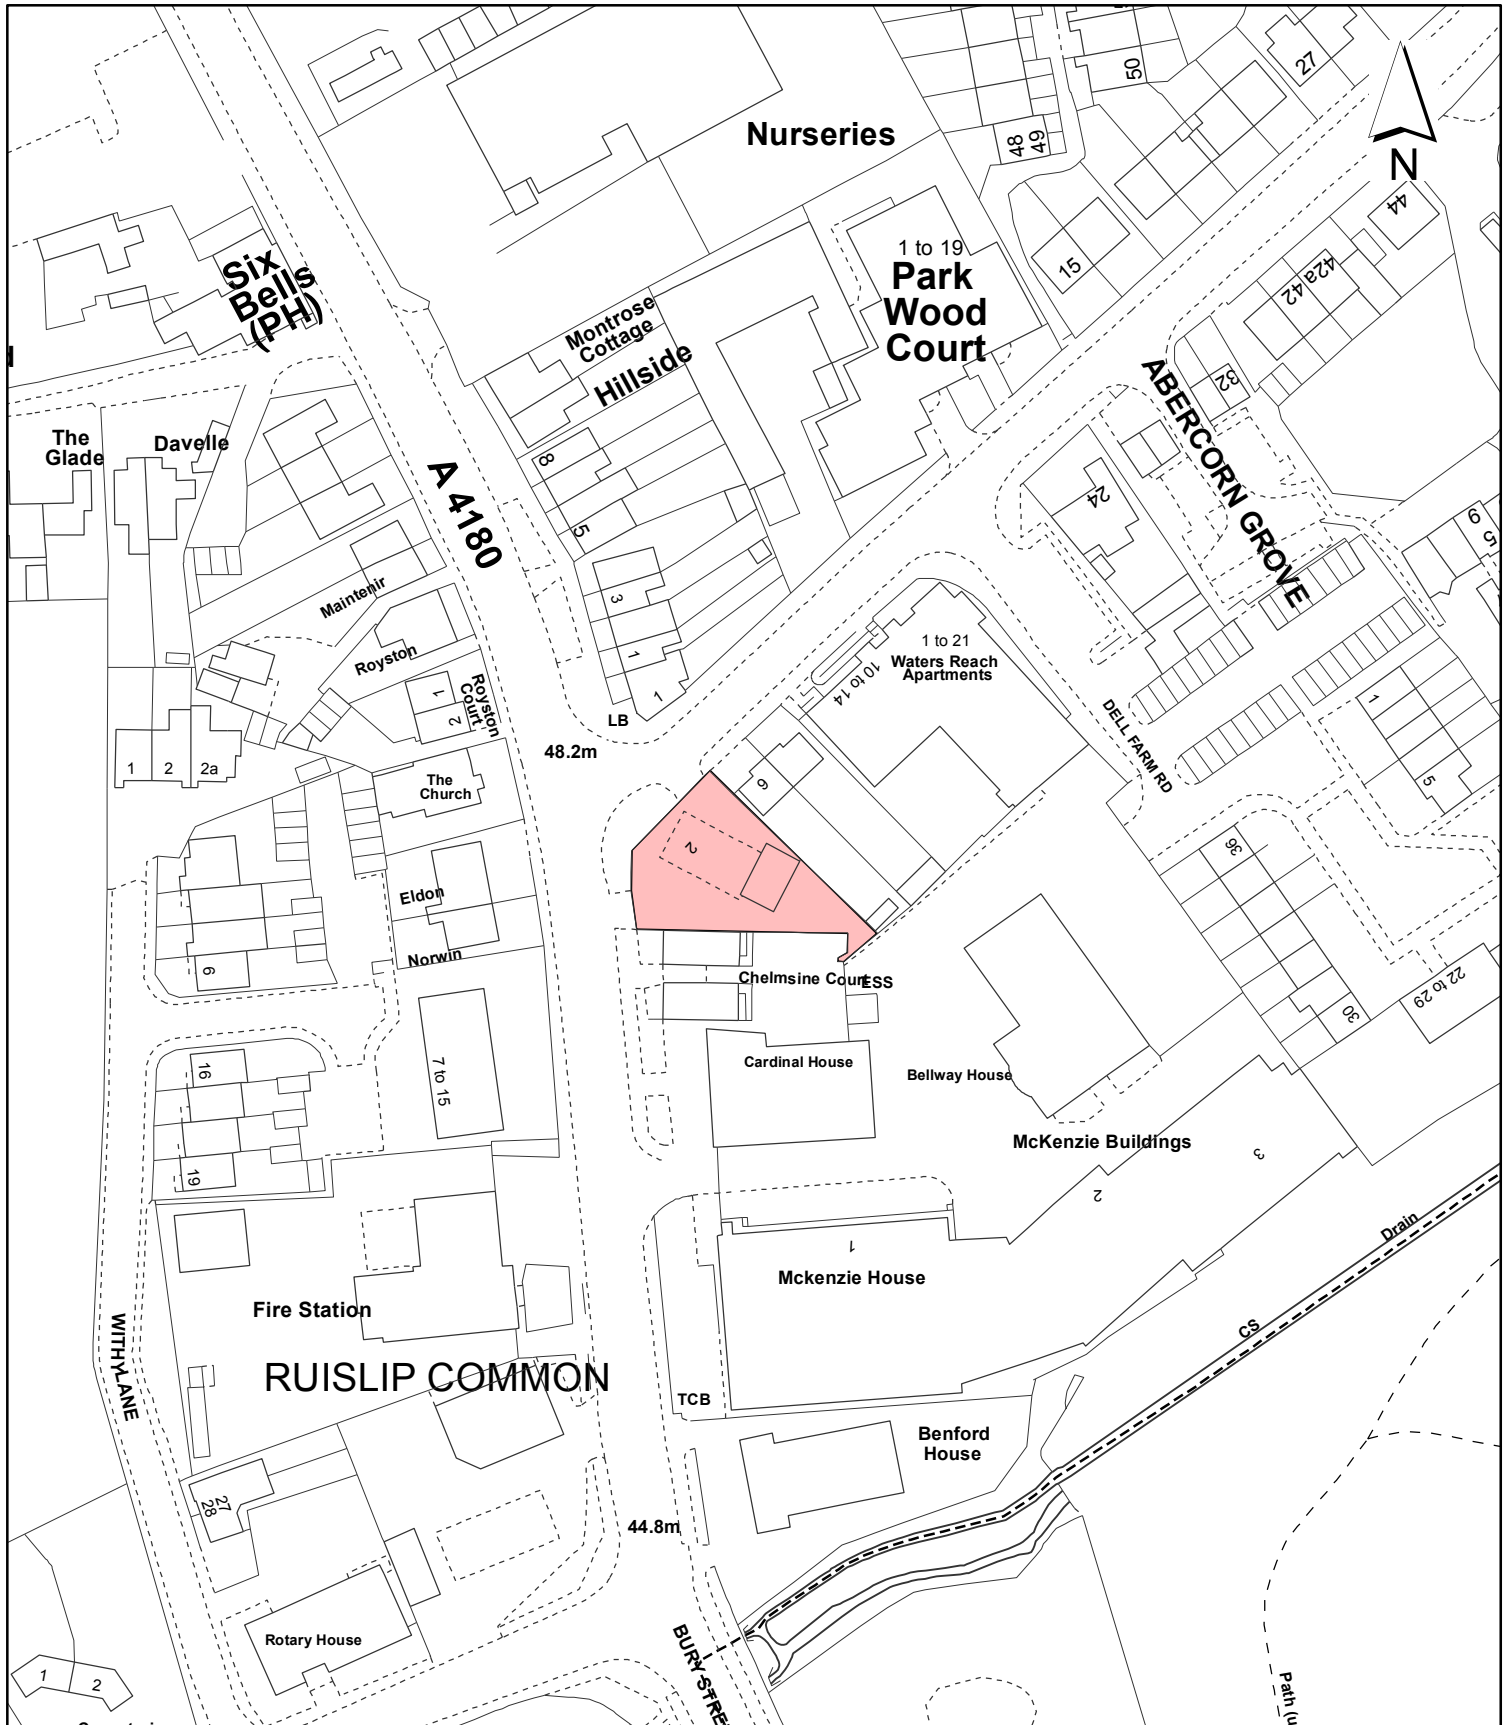 50
27
Nurseries
48
49
N
44
1 to 19
Park
Wood
Court
15
42a
42
Six
Bells
(PH)
Montrose
Cottage
Hillside
32
ABERCORN GROVE
The
Glade
Davelle
A 4180
8
5
24
9
5
Maintenir
3
1
1
Royston
1
2
Royston
Court
LB
48.2m
1 to 21
Waters Reach
Apartments
10 to 14
DELL FARM RD
1
5
1
2
2a
The
Church
6
2
36
Eldon
Norwin
6
Chelmsine Court
ESS
22 to 29
30
16
7 to 15
Cardinal House
Bellway House
McKenzie Buildings
3
2
19
1
Mckenzie House
Drain
Fire Station
CS
WITHY LANE
RUISLIP COMMON
TCB
Benford
House
27
28
44.8m
Rotary House
BURY STRE
1
2
Path (u